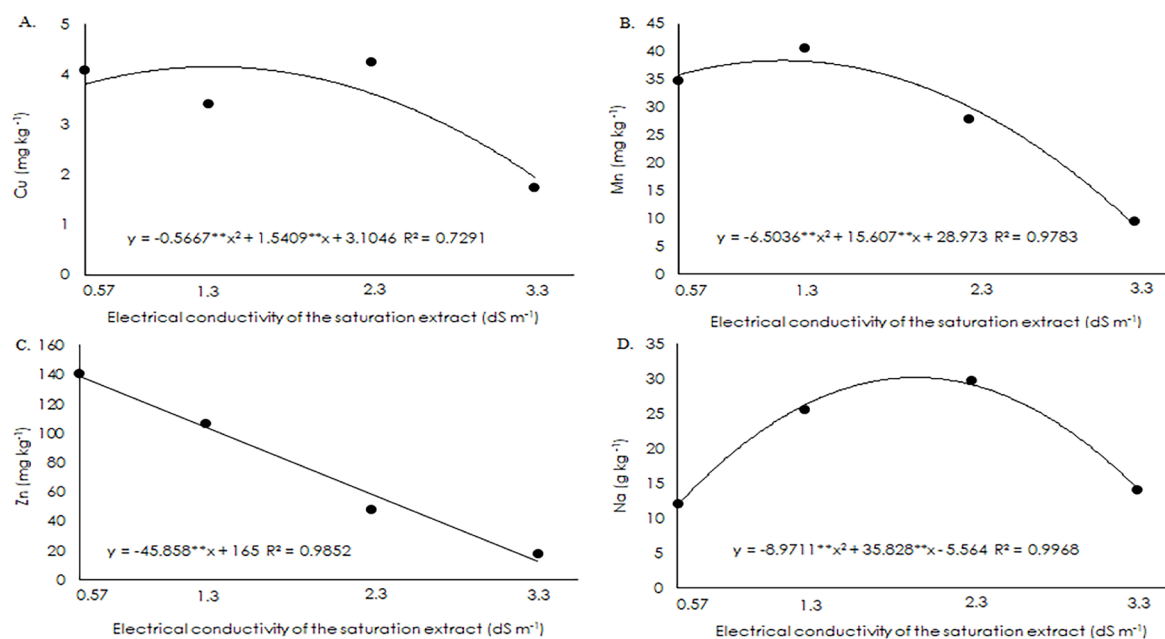 A.
Cu (mg kg⁻¹)
5
4
3
2
1
0
y = -0.5667**x² + 1.5409**x + 3.1046 R² = 0.7291
0.57 1.3 2.3 3.3
Electrical conductivity of the saturation extract (dS m⁻¹)
B.
Mn (mg kg⁻¹)
45
40
35
30
25
20
15
10
5
0
y = -6.5036**x² + 15.607**x + 28.973 R² = 0.9783
0.57 1.3 2.3 3.3
Electrical conductivity of the saturation extract (dS m⁻¹)
C.
Zn (mg kg⁻¹)
160
140
120
100
80
60
40
20
0
y = -45.858**x + 165 R² = 0.9852
0.57 1.3 2.3 3.3
Electrical conductivity of the saturation extract (dS m⁻¹)
D.
Na (g kg⁻¹)
35
30
25
20
15
10
5
0
y = -8.9711**x² + 35.828**x - 5.564 R² = 0.9968
0.57 1.3 2.3 3.3
Electrical conductivity of the saturation extract (dS m⁻¹)